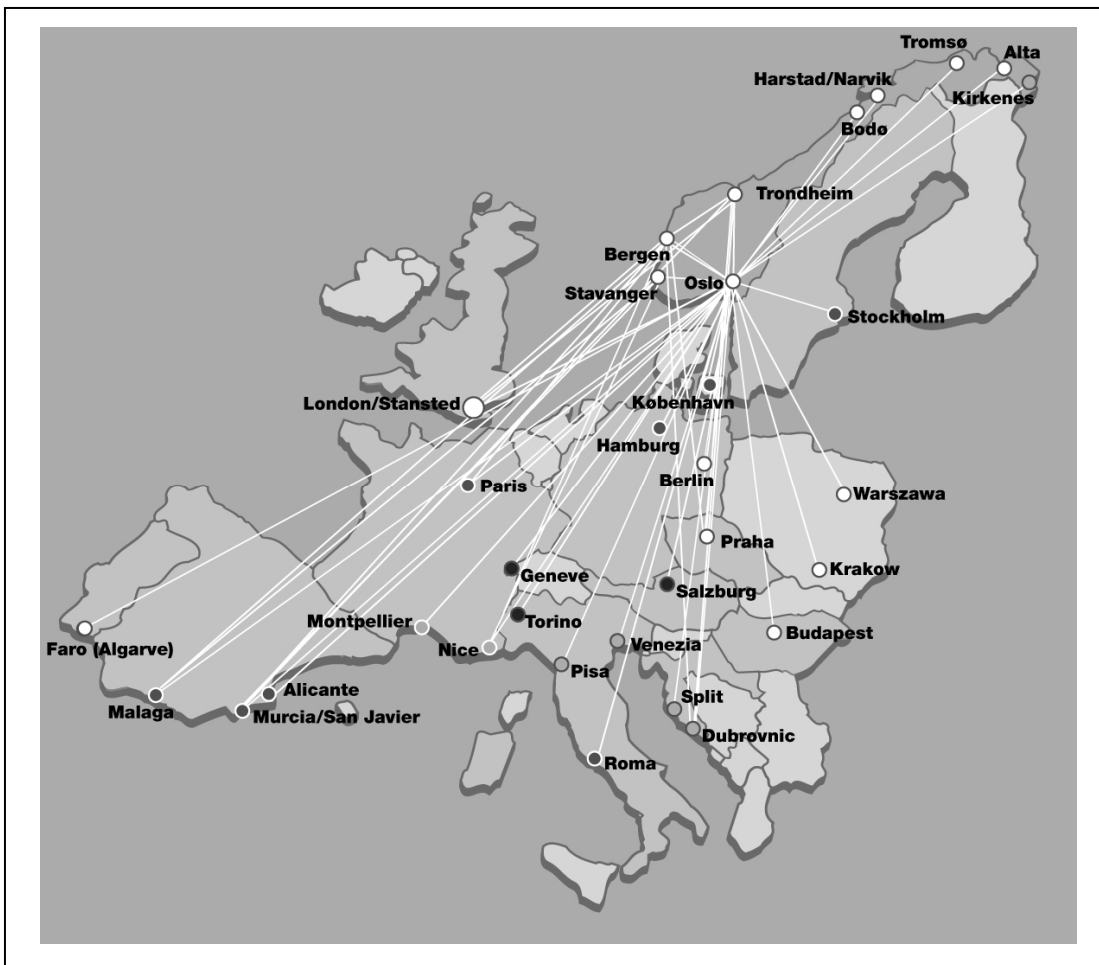 Tromsø
Alta
Harstad/Narvik
Kirkenes
Bodø
Trondheim
Bergen
Oslo
Stavanger
Stockholm
London/Stansted
København
Hamburg
Berlin
Paris
Warszawa
Praha
Geneve
Krakow
Salzburg
Montpellier
Torino
Budapest
Faro (Algarve)
Nice
Venezia
Pisa
Alicante
Split
Malaga
Murcia/San Javier
Dubrovnic
Roma